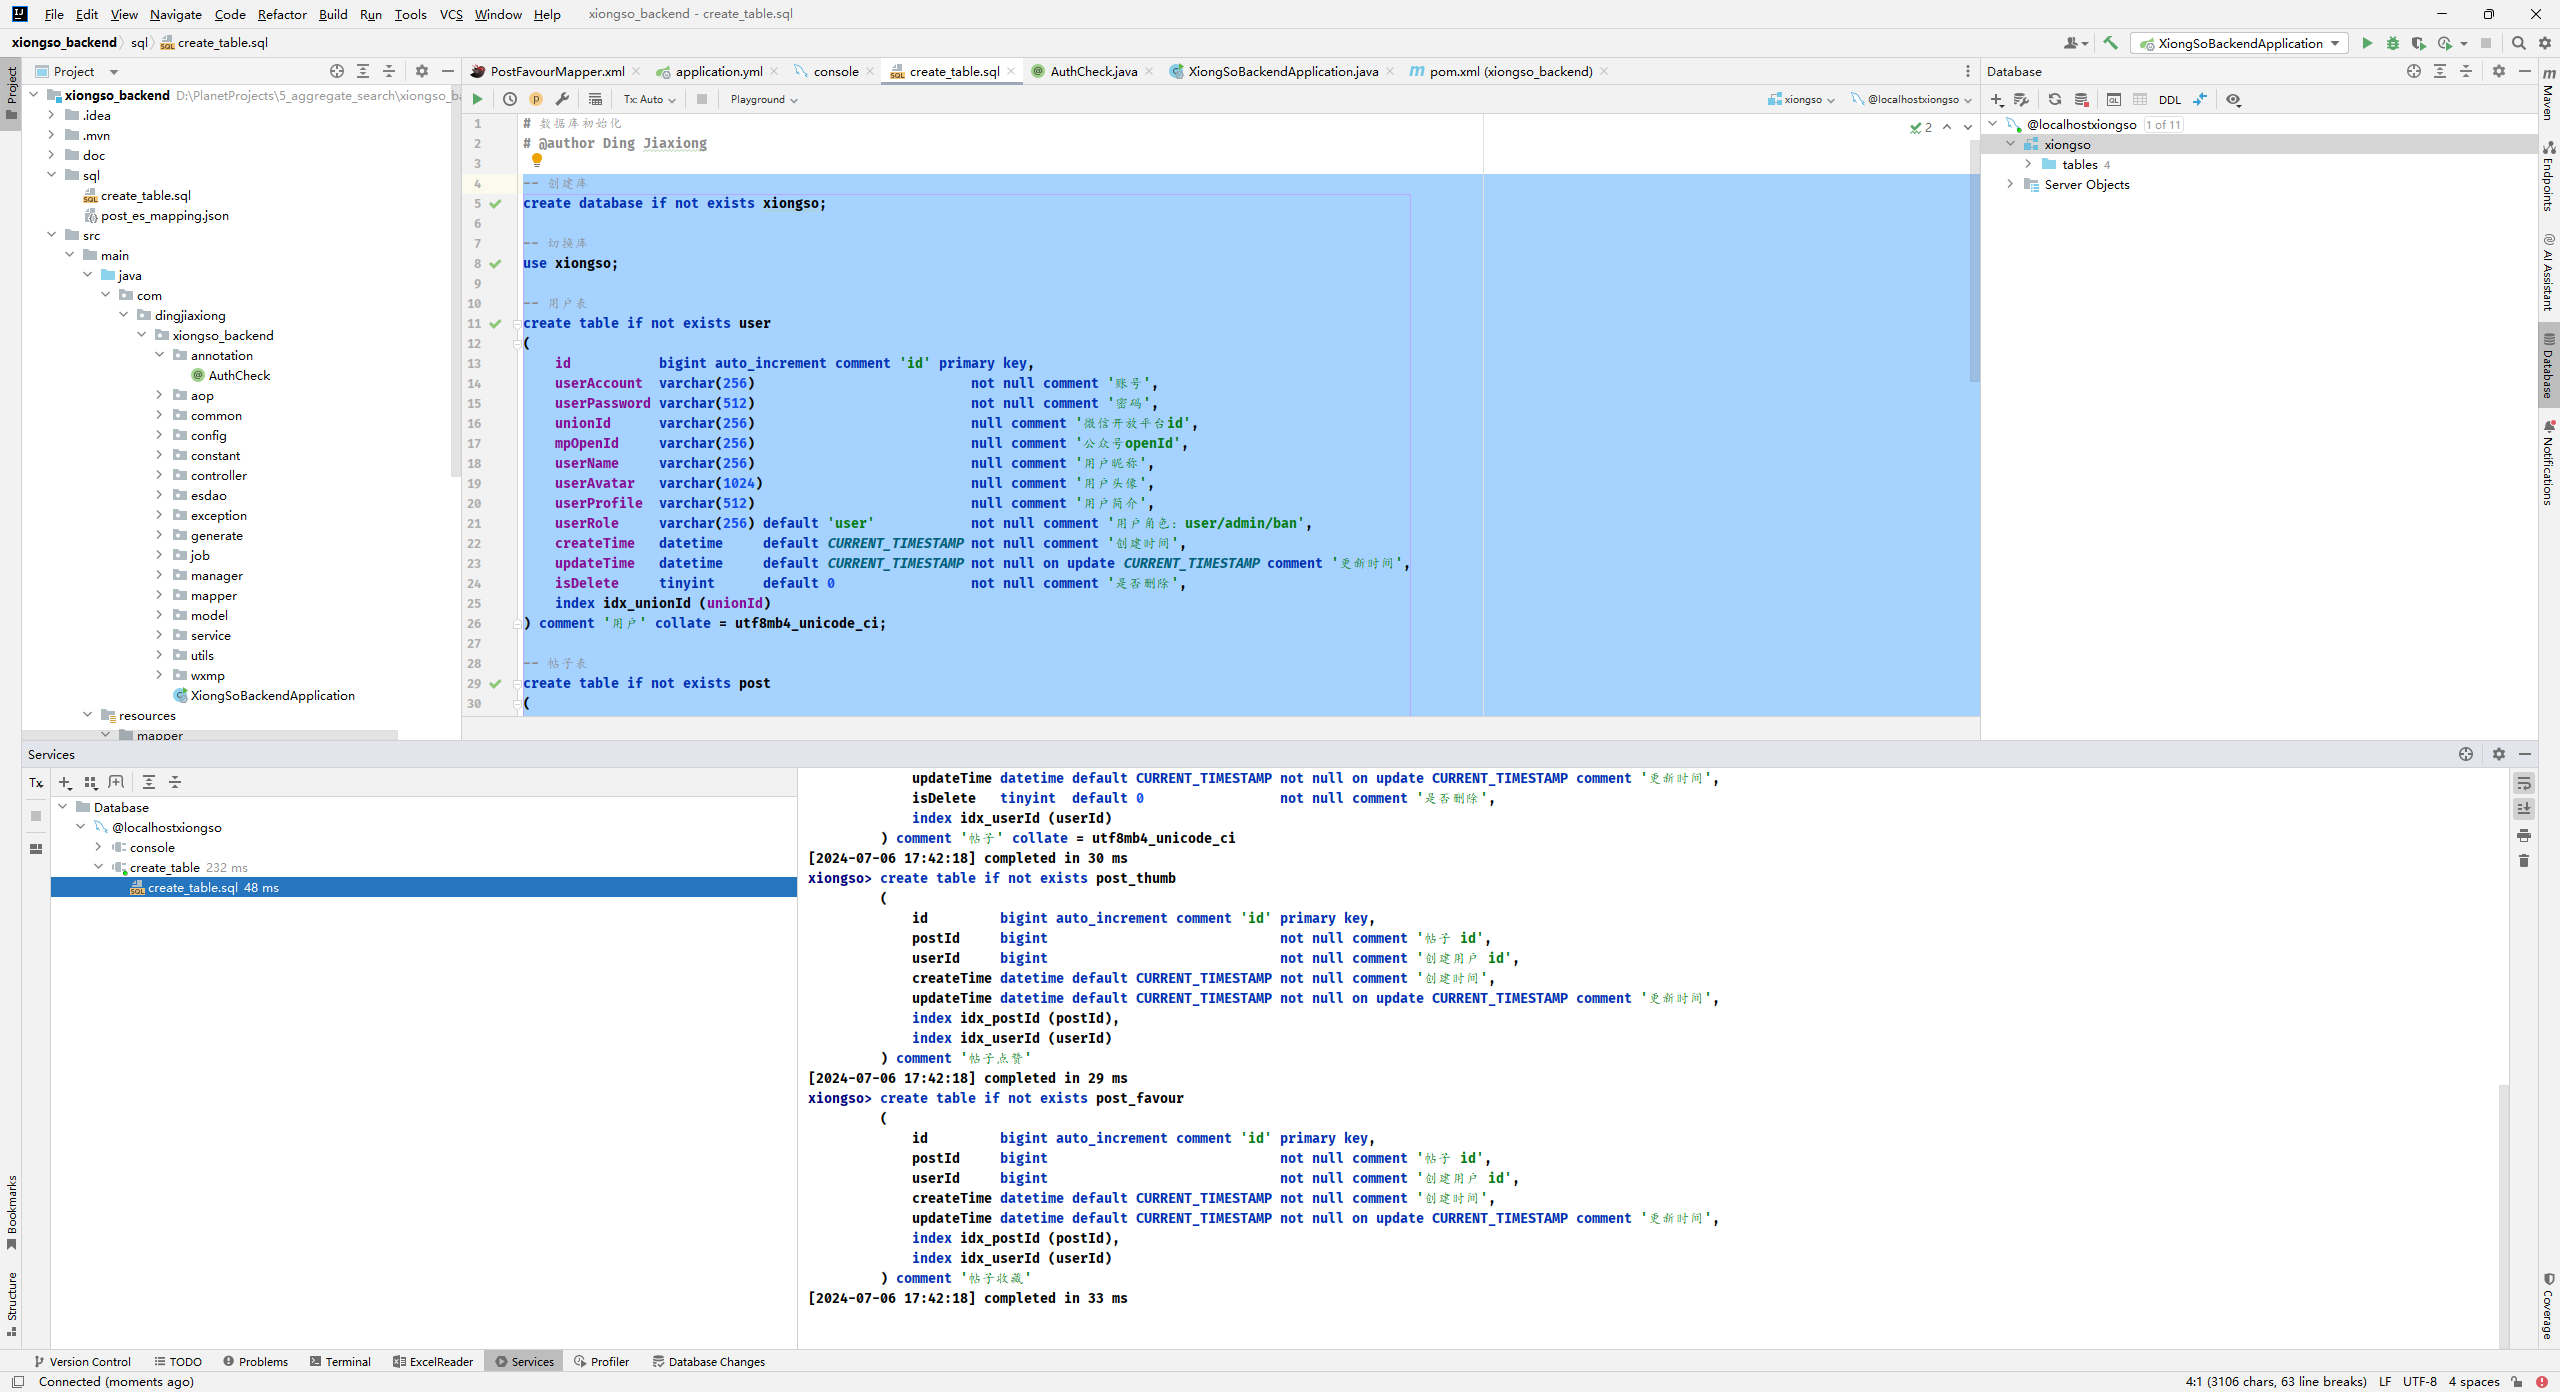 File Edit View Navigate Code Refactor Build Run Tools VCS Window Help xiongso_backend - create_table.sql
xiongso_backend sql create_table.sql XiongSoBackendApplication
Project
PostFavourMapper.xml application.yml console create_table.sql AuthCheck.java XiongSoBackendApplication.java pom.xml (xiongso_backend)
Database
xiongso_backend D:\PlanetProjects\5_aggregate_search\xiongso_ba
.idea
.mvn
doc
sql
create_table.sql
post_es_mapping.json
src
main
java
com
dingjiaxiong
xiongso_backend
annotation
AuthCheck
aop
common
config
constant
controller
esdao
exception
generate
job
manager
mapper
model
service
utils
wxmp
XiongSoBackendApplication
resources
mapper
Tx: Auto Playground xiongso @localhostxiongso
2
1 # 数据库初始化
2 # @author Ding Jiaxiong
3
4 -- 创建库
5 create database if not exists xiongso;
6
7 -- 切换库
8 use xiongso;
9
10 -- 用户表
11 create table if not exists user
12 (
13 id bigint auto_increment comment 'id' primary key,
14 userAccount varchar(256) not null comment '账号',
15 userPassword varchar(512) not null comment '密码',
16 unionId varchar(256) null comment '微信开放平台id',
17 mpOpenId varchar(256) null comment '公众号openId',
18 userName varchar(256) null comment '用户昵称',
19 userAvatar varchar(1024) null comment '用户头像',
20 userProfile varchar(512) null comment '用户简介',
21 userRole varchar(256) default 'user' not null comment '用户角色：user/admin/ban',
22 createTime datetime default CURRENT_TIMESTAMP not null comment '创建时间',
23 updateTime datetime default CURRENT_TIMESTAMP not null on update CURRENT_TIMESTAMP comment '更新时间',
24 isDelete tinyint default 0 not null comment '是否删除',
25 index idx_unionId (unionId)
26 ) comment '用户' collate = utf8mb4_unicode_ci;
27
28 -- 帖子表
29 create table if not exists post
30 (
DDL
@localhostxiongso 1 of 11
xiongso
tables 4
Server Objects
Maven
Endpoints
AI Assistant
Database
Notifications
Coverage
Project
Bookmarks
Structure
Services
Tx
Database
@localhostxiongso
console
create_table 232 ms
create_table.sql 48 ms
updateTime datetime default CURRENT_TIMESTAMP not null on update CURRENT_TIMESTAMP comment '更新时间',
isDelete tinyint default 0 not null comment '是否删除',
index idx_userId (userId)
) comment '帖子' collate = utf8mb4_unicode_ci
[2024-07-06 17:42:18] completed in 30 ms
xiongso> create table if not exists post_thumb
(
id bigint auto_increment comment 'id' primary key,
postId bigint not null comment '帖子 id',
userId bigint not null comment '创建用户 id',
createTime datetime default CURRENT_TIMESTAMP not null comment '创建时间',
updateTime datetime default CURRENT_TIMESTAMP not null on update CURRENT_TIMESTAMP comment '更新时间',
index idx_postId (postId),
index idx_userId (userId)
) comment '帖子点赞'
[2024-07-06 17:42:18] completed in 29 ms
xiongso> create table if not exists post_favour
(
id bigint auto_increment comment 'id' primary key,
postId bigint not null comment '帖子 id',
userId bigint not null comment '创建用户 id',
createTime datetime default CURRENT_TIMESTAMP not null comment '创建时间',
updateTime datetime default CURRENT_TIMESTAMP not null on update CURRENT_TIMESTAMP comment '更新时间',
index idx_postId (postId),
index idx_userId (userId)
) comment '帖子收藏'
[2024-07-06 17:42:18] completed in 33 ms
Version Control TODO Problems Terminal ExcelReader Services Profiler Database Changes
Connected (moments ago) 4:1 (3106 chars, 63 line breaks) LF UTF-8 4 spaces